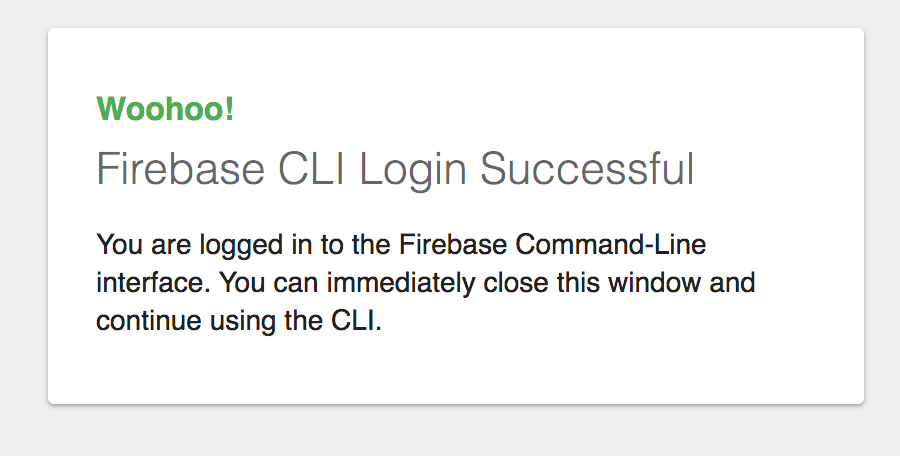 Woohoo!
Firebase CLI Login Successful
You are logged in to the Firebase Command-Line
interface. You can immediately close this window and
continue using the CLI.